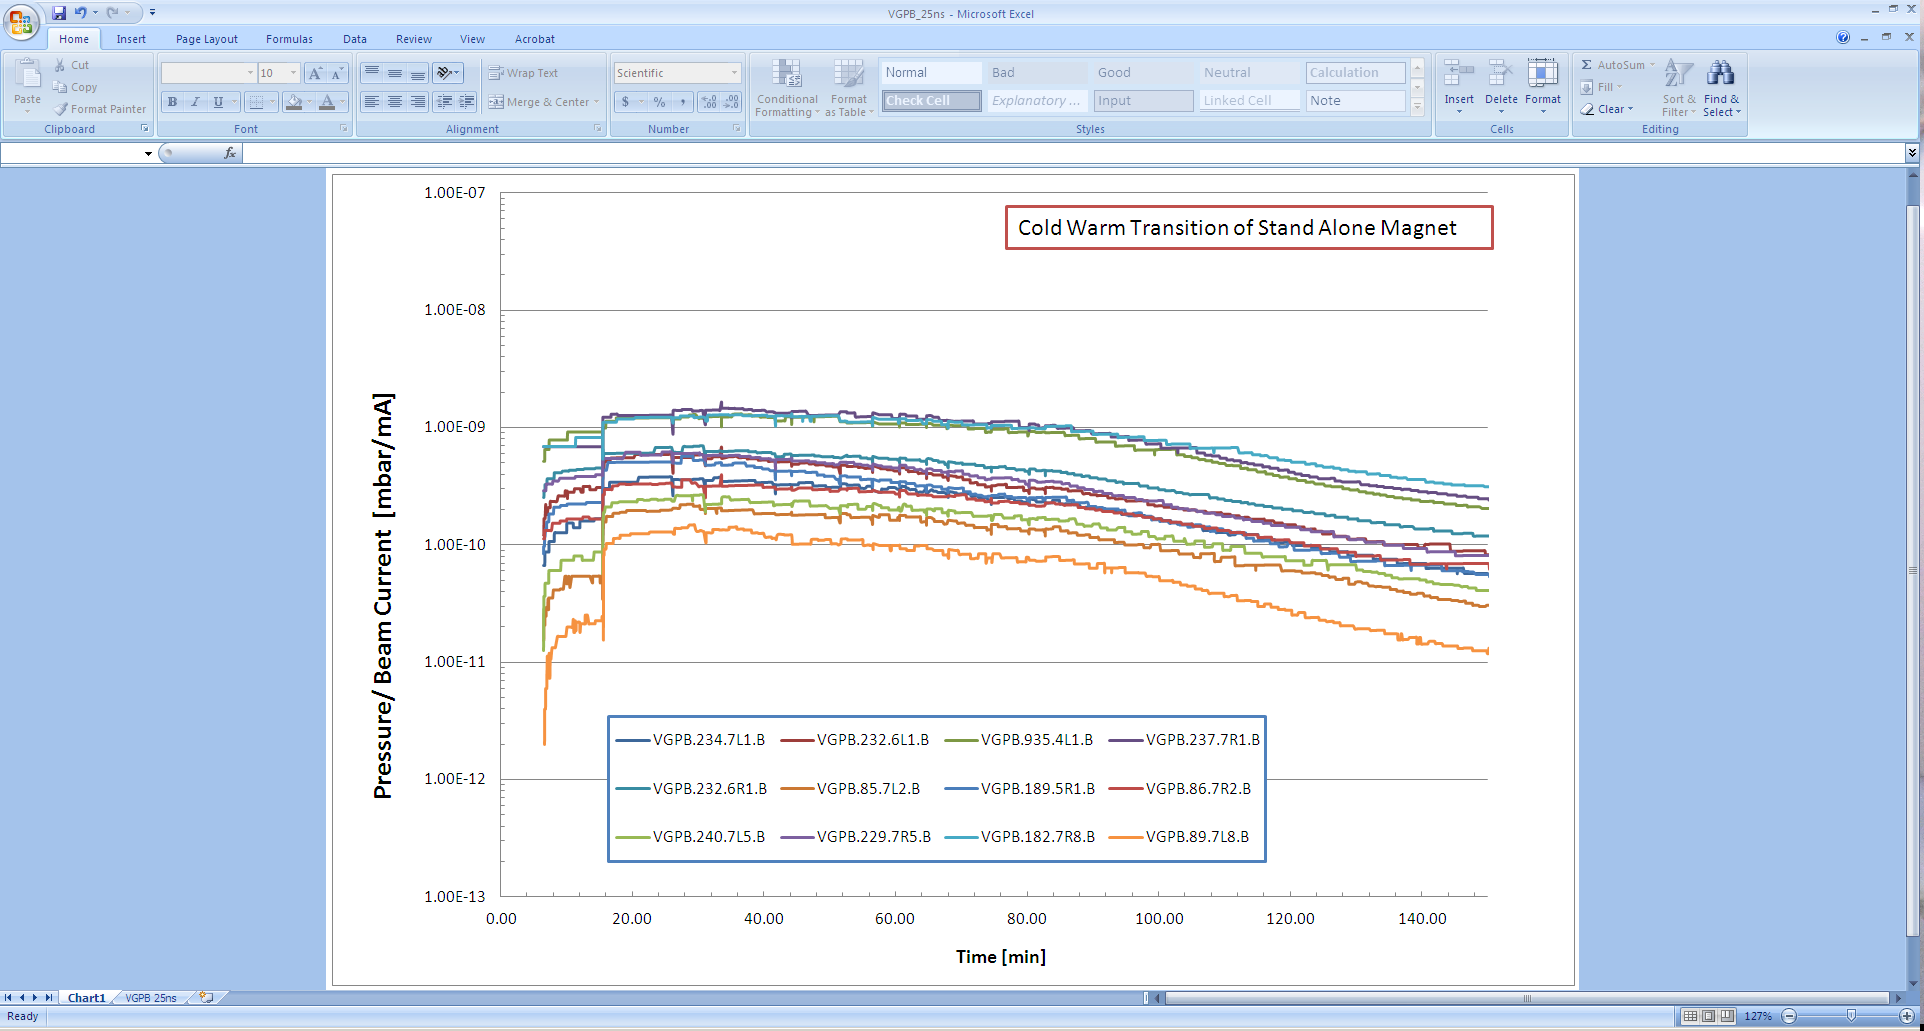 VGPB_25ns - Microsoft Excel
Home Insert Page Layout Formulas Data Review View Acrobat
Paste
Cut
Copy
Format Painter
Clipboard
10
A A
B I U
A
Font
Wrap Text
Merge & Center
Alignment
Scientific
$ % ,
.00
.0
Number
Conditional Formatting
Format as Table
Normal Bad Good Neutral Calculation
Check Cell Explanatory ... Input Linked Cell Note
Styles
Insert Delete Format
Cells
Σ AutoSum
Fill
Clear
Sort & Filter
Find & Select
Editing
fx
Cold Warm Transition of Stand Alone Magnet
1.00E-07
1.00E-08
1.00E-09
1.00E-10
1.00E-11
1.00E-12
1.00E-13
Pressure/ Beam Current [mbar/mA]
VGPB.234.7L1.B VGPB.232.6L1.B VGPB.935.4L1.B VGPB.237.7R1.B
VGPB.232.6R1.B VGPB.85.7L2.B VGPB.189.5R1.B VGPB.86.7R2.B
VGPB.240.7L5.B VGPB.229.7R5.B VGPB.182.7R8.B VGPB.89.7L8.B
0.00 20.00 40.00 60.00 80.00 100.00 120.00 140.00
Time [min]
Chart1 VGPB 25ns
Ready
127%